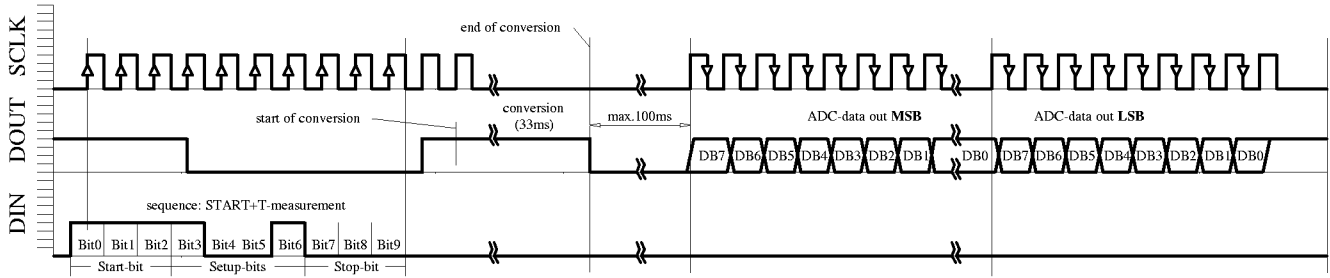 SCLK
end of conversion
DOUT
start of conversion
conversion
(33ms)
max.100ms
ADC-data out MSB
ADC-data out LSB
DB7 DB6 DB5 DB4 DB3 DB2 DB1 DB0 DB7 DB6 DB5 DB4 DB3 DB2 DB1 DB0
DIN
sequence: START+T-measurement
Bit0 Bit1 Bit2 Bit3 Bit4 Bit5 Bit6 Bit7 Bit8 Bit9
Start-bit Setup-bits Stop-bit